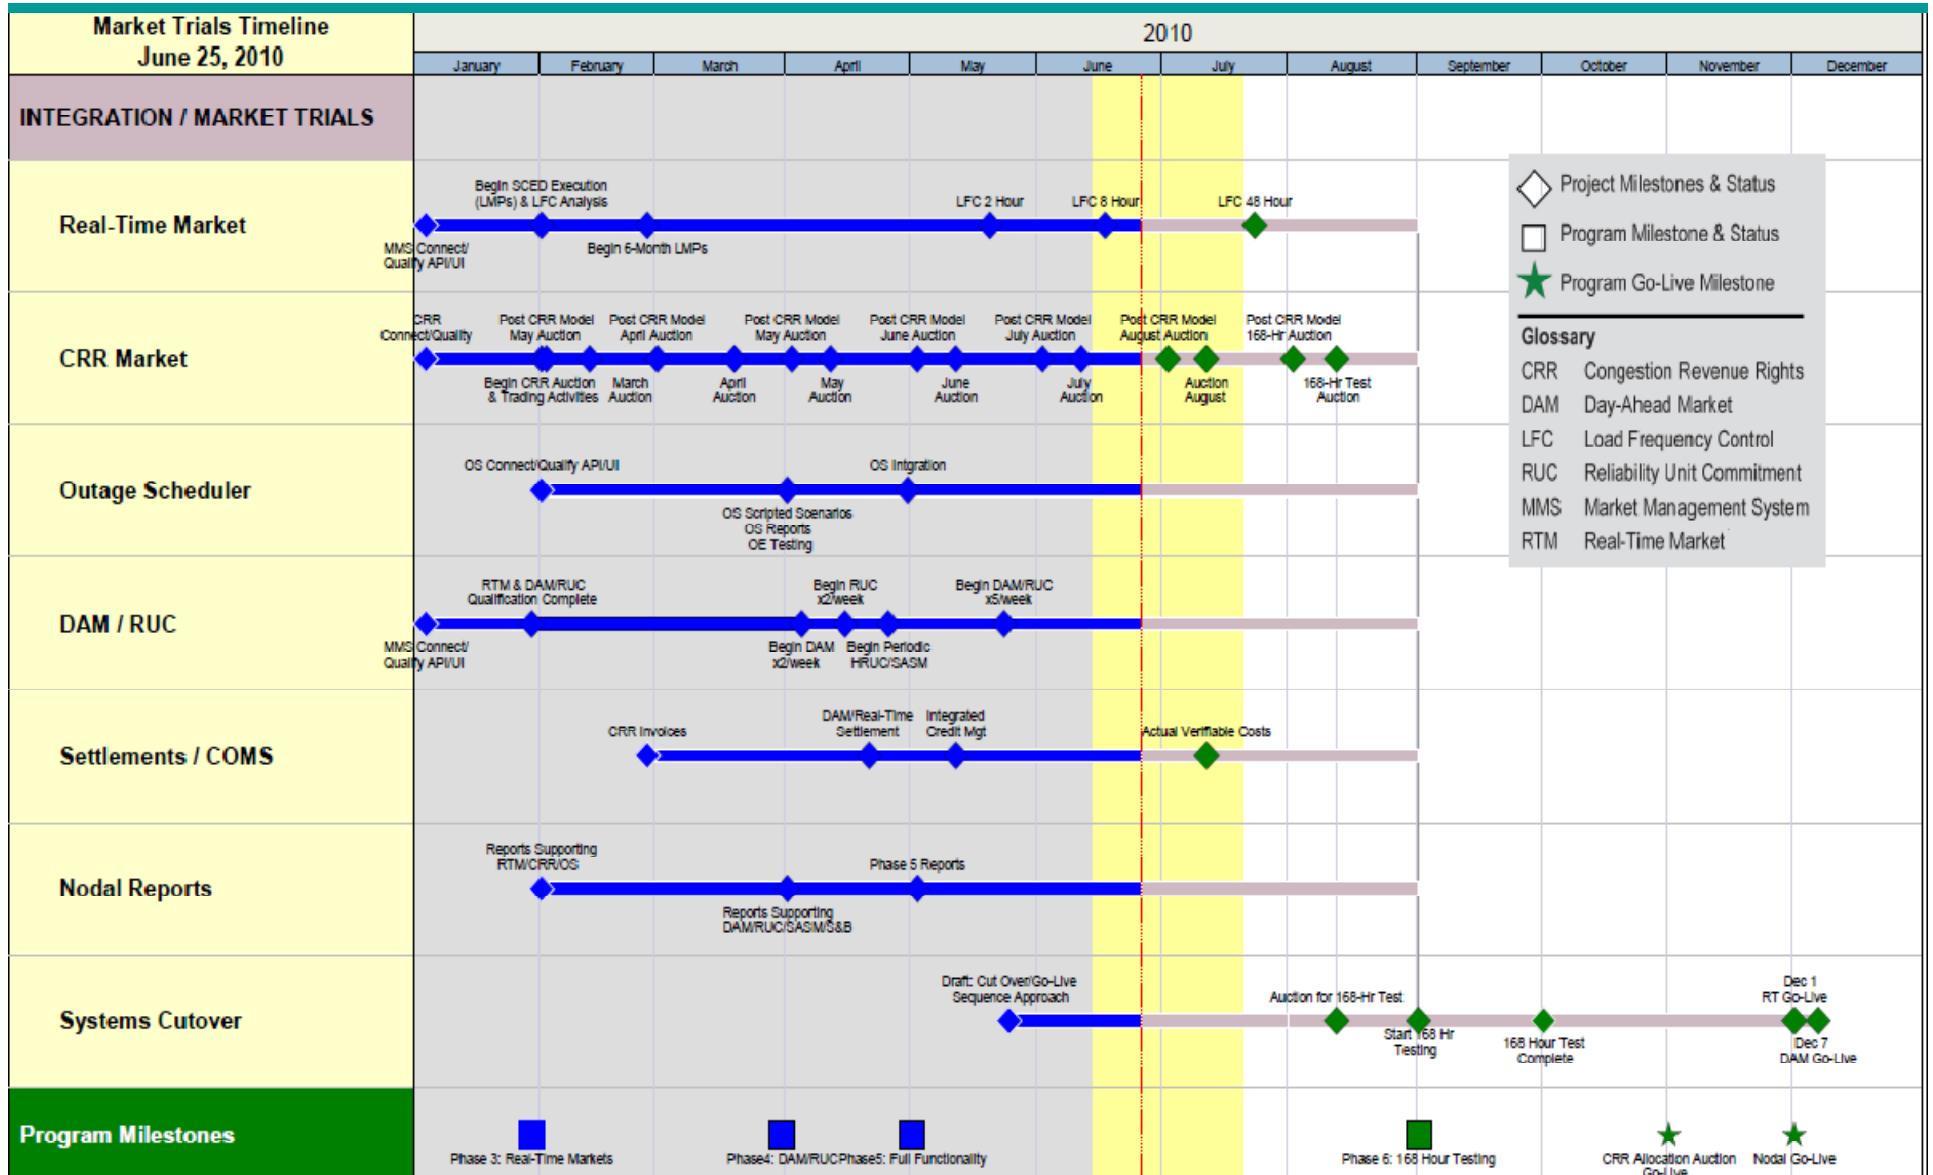 Market Trials Timeline
June 25, 2010
2010
January February March April May June July August September October November December
INTEGRATION / MARKET TRIALS
Real-Time Market
Begin SCED Execution
(LMPs) & LFC Analysis
LFC 2 Hour
LFC 8 Hour
LFC 48 Hour
MMS Connect/
Qualify API/UI
Begin 6-Month LMPs
CRR Market
CRR
Connect/Quality
Post CRR Model
May Auction
Post CRR Model
April Auction
Post CRR Model
May Auction
Post CRR Model
June Auction
Post CRR Model
July Auction
Post CRR Model
August Auction
Post CRR Model
168-Hr Auction
Begin CRR Auction
& Trading Activities
March
Auction
April
Auction
May
Auction
June
Auction
July
Auction
Auction
August
168-Hr Test
Auction
Outage Scheduler
OS Connect/Qualify API/UI
OS Intgration
OS Scripted Scenarios
OS Reports
OE Testing
DAM / RUC
RTM & DAM/RUC
Qualification Complete
Begin RUC
x2/week
Begin DAM/RUC
x5/week
MMS Connect/
Qualify API/UI
Begin DAM
x2/week
Begin Periodic
HRUC/SASM
Settlements / COMS
CRR Invoices
DAM/Real-Time
Settlement
Integrated
Credit Mgt
Actual Verifiable Costs
Nodal Reports
Reports Supporting
RTM/CRR/OS
Phase 5 Reports
Reports Supporting
DAM/RUC/SASM/S&B
Systems Cutover
Draft: Cut Over/Go-Live
Sequence Approach
Auction for 168-Hr Test
Start 168 Hr
Testing
168 Hour Test
Complete
Dec 1
RT Go-Live
Dec 7
DAM Go-Live
Program Milestones
Phase 3: Real-Time Markets
Phase4: DAM/RUC
Phase5: Full Functionality
Phase 6: 168 Hour Testing
CRR Allocation Auction
Go-Live
Nodal Go-Live
Project Milestones & Status
Program Milestone & Status
Program Go-Live Milestone
Glossary
CRR Congestion Revenue Rights
DAM Day-Ahead Market
LFC Load Frequency Control
RUC Reliability Unit Commitment
MMS Market Management System
RTM Real-Time Market